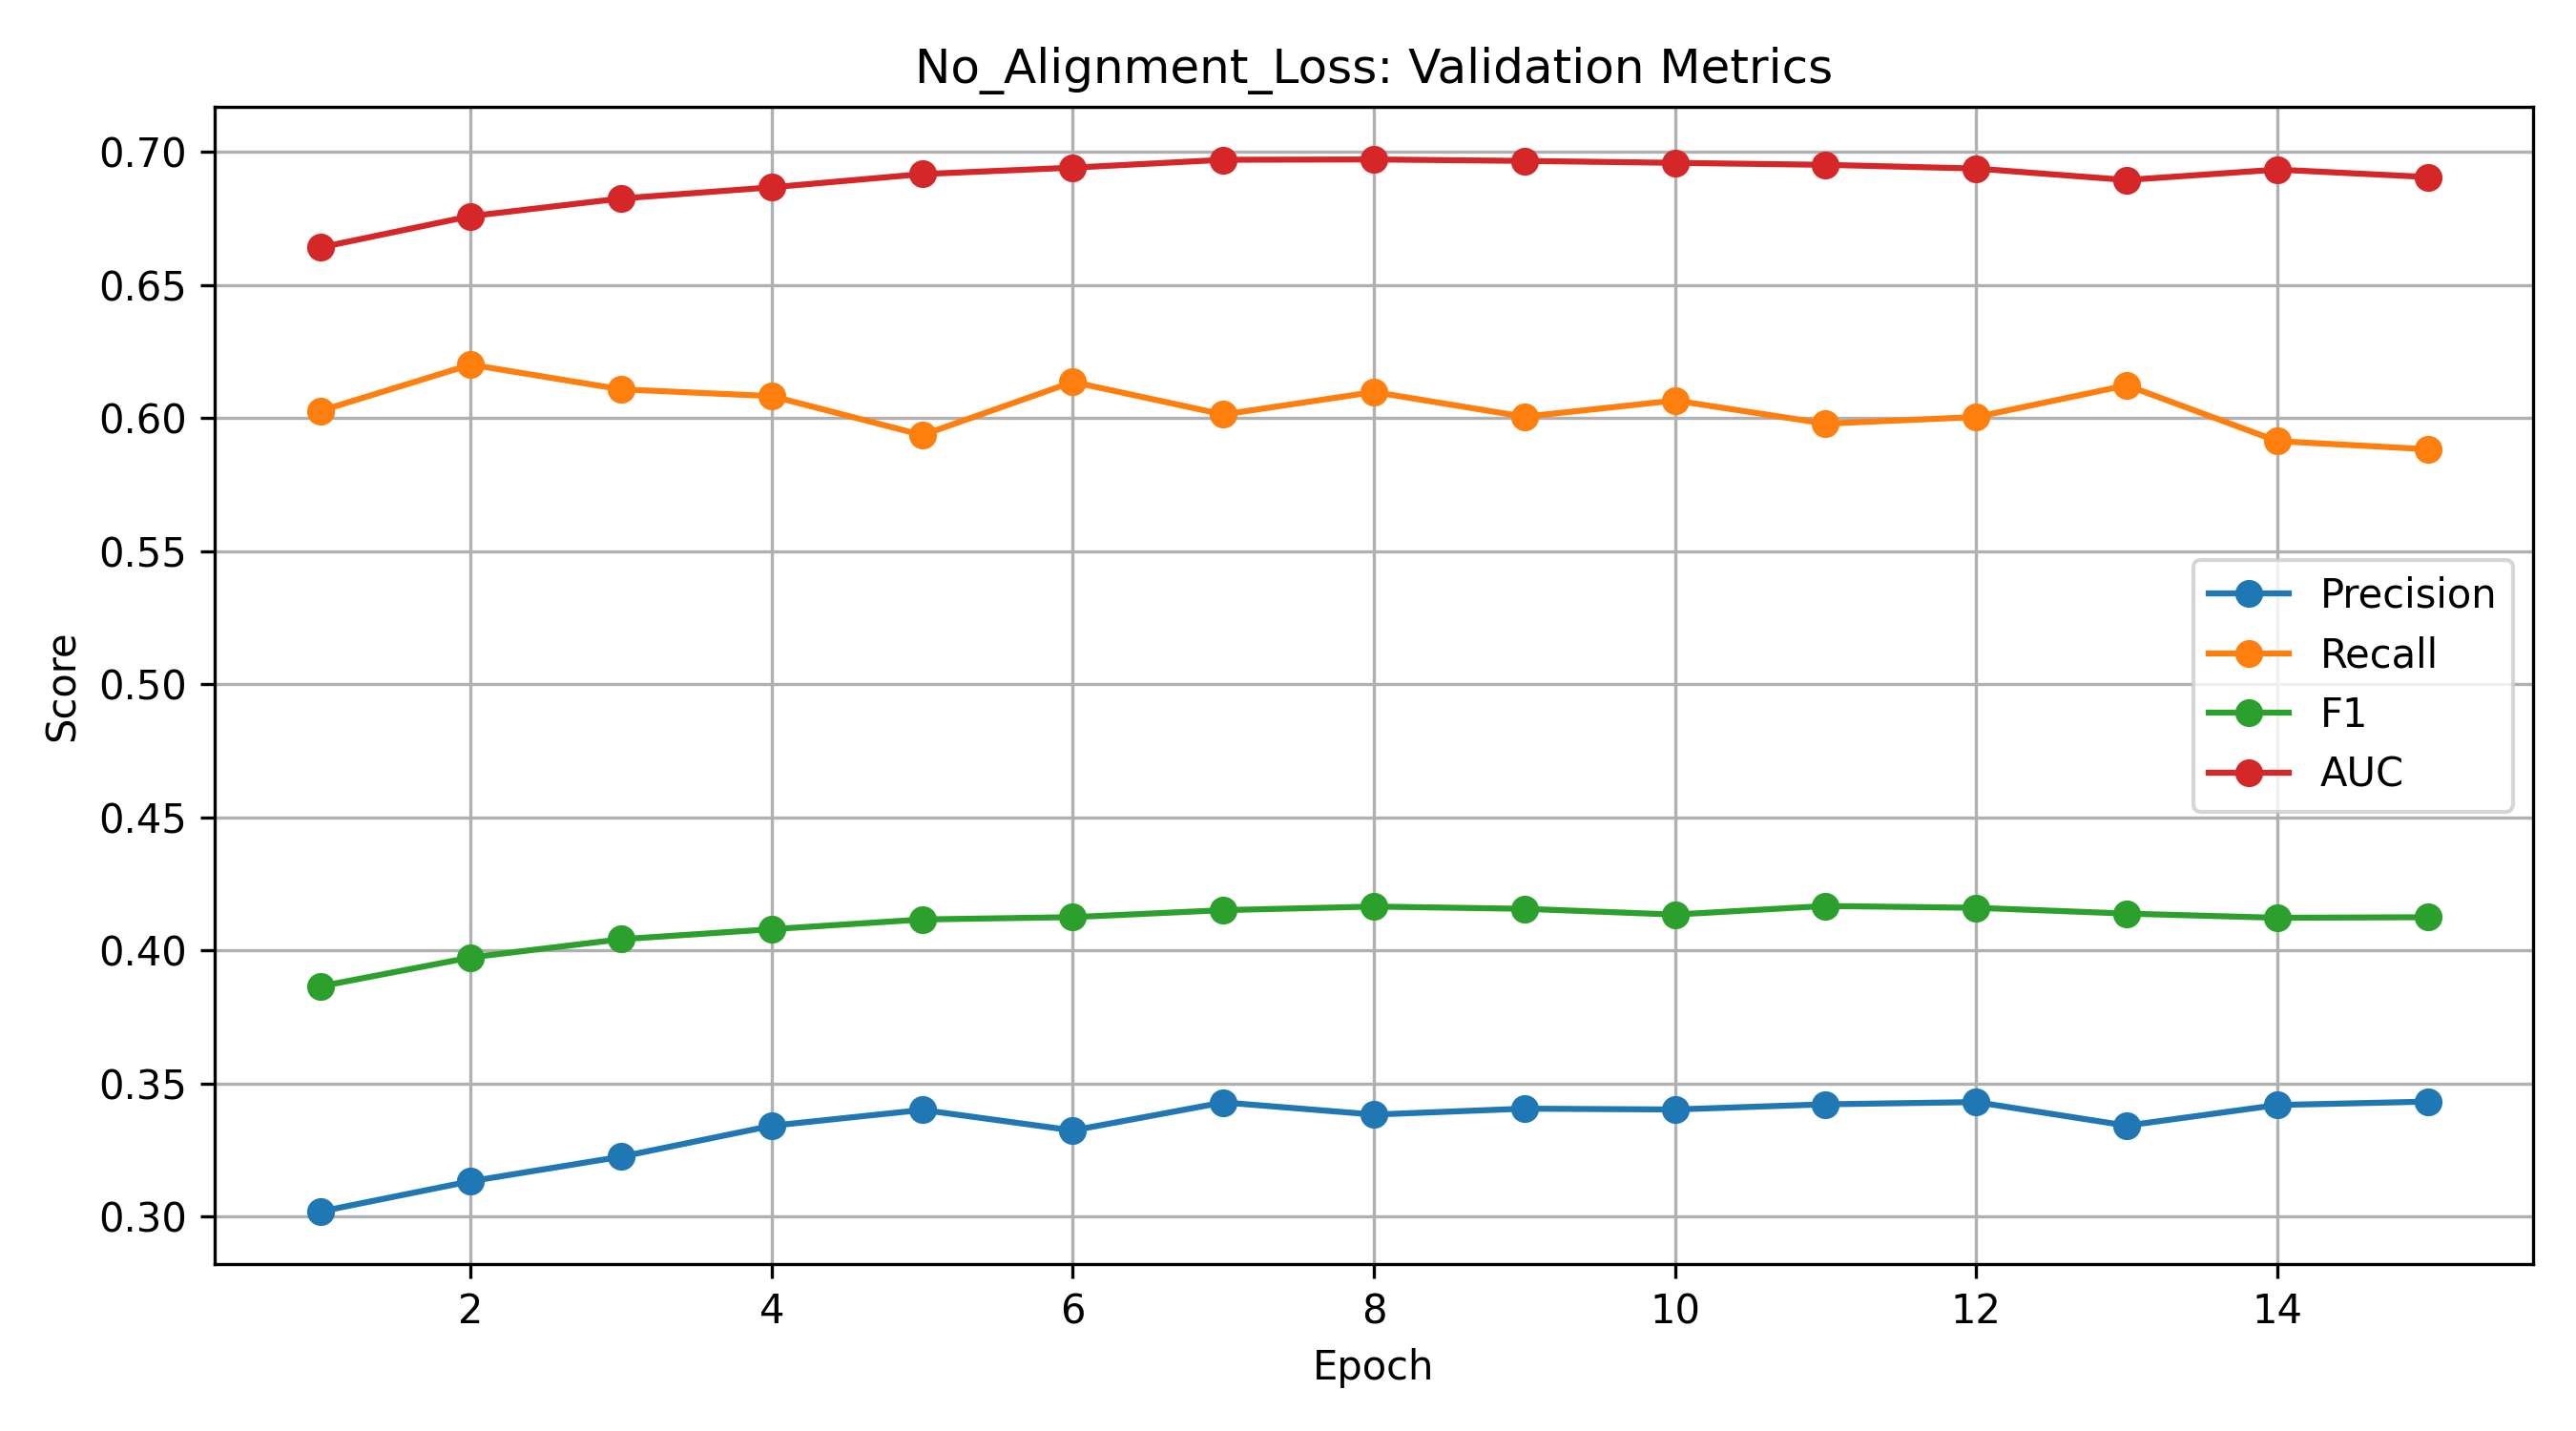 No_Alignment_Loss: Validation Metrics
0.70
0.65
0.60
0.55
0.50
0.45
0.40
0.35
0.30
Score
Precision
Recall
F1
AUC
2 4 6 8 10 12 14
Epoch